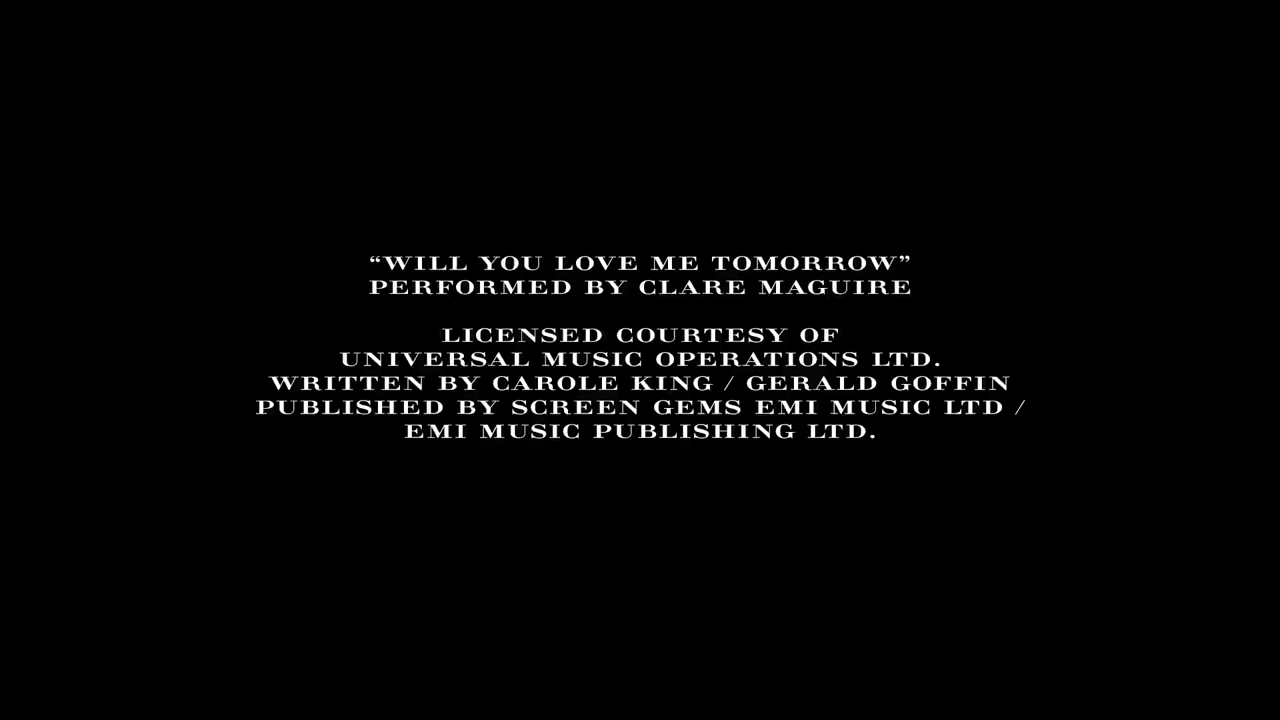 “WILL YOU LOVE ME TOMORROW”
PERFORMED BY CLARE MAGUIRE
LICENSED COURTESY OF
UNIVERSAL MUSIC OPERATIONS LTD.
WRITTEN BY CAROLE KING / GERALD GOFFIN
PUBLISHED BY SCREEN GEMS EMI MUSIC LTD /
EMI MUSIC PUBLISHING LTD.